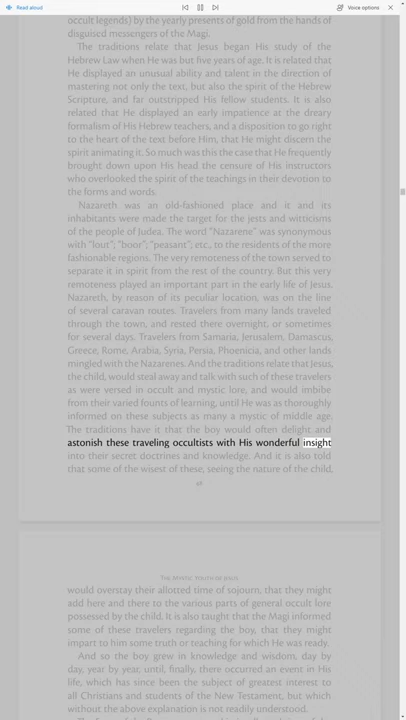 Read aloud
Voice options
occult legends) by the yearly presents of gold from the hands of
disguised messengers of the Magi.
The traditions relate that Jesus began His study of the
Hebrew Law when He was but five years of age. It is related that
He displayed an unusual ability and talent in the direction of
mastering not only the text, but also the spirit of the Hebrew
Scripture, and far outstripped His fellow students. It is also
related that He displayed an early impatience at the dreary
formalism of His Hebrew teachers, and a disposition to go right
to the heart of the text before Him, that He might discern the
spirit animating it. So much was this the case that He frequently
brought down upon His head the censure of His instructors
who overlooked the spirit of the teachings in their devotion to
the forms and words.
Nazareth was an old-fashioned place and it and its
inhabitants were made the target for the jests and witticisms
of the people of Judea. The word "Nazarene" was synonymous
with "lout"; "boor"; "peasant"; etc., to the residents of the more
fashionable regions. The very remoteness of the town served to
separate it in spirit from the rest of the country. But this very
remoteness played an important part in the early life of Jesus.
Nazareth, by reason of its peculiar location, was on the line
of several caravan routes. Travelers from many lands traveled
through the town, and rested there overnight, or sometimes
for several days. Travelers from Samaria, Jerusalem, Damascus,
Greece, Rome, Arabia, Syria, Persia, Phoenicia, and other lands
mingled with the Nazarenes. And the traditions relate that Jesus,
the child, would steal away and talk with such of these travelers
as were versed in occult and mystic lore, and would imbibe
from their varied founts of learning, until He was as thoroughly
informed on these subjects as many a mystic of middle age.
The traditions have it that the boy would often delight and
astonish these traveling occultists with His wonderful insight
into their secret doctrines and knowledge. And it is also told
that some of the wisest of these, seeing the nature of the child,
The Mystic Youth of Jesus
would overstay their allotted time of sojourn, that they might
add here and there to the various parts of general occult lore
possessed by the child. It is also taught that the Magi informed
some of these travelers regarding the boy, that they might
impart to him some truth or teaching for which He was ready.
And so the boy grew in knowledge and wisdom, day by
day, year by year, until, finally, there occurred an event in His
life, which has since been the subject of greatest interest to
all Christians and students of the New Testament, but which
without the above explanation is not readily understood.